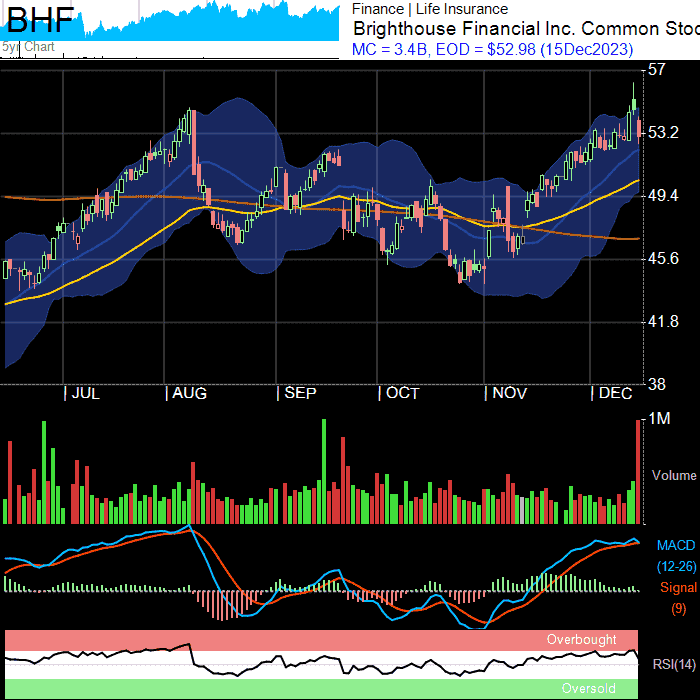 BHF
5yr Chart
Finance | Life Insurance
Brighthouse Financial Inc. Common Stoc
MC = 3.4B, EOD = $52.98 (15Dec2023)
57
53.2
49.4
45.6
41.8
38
| JUL | AUG | SEP | OCT | NOV | DEC
1M
Volume
MACD
(12-26)
Signal
(9)
Overbought
RSI(14)
Oversold